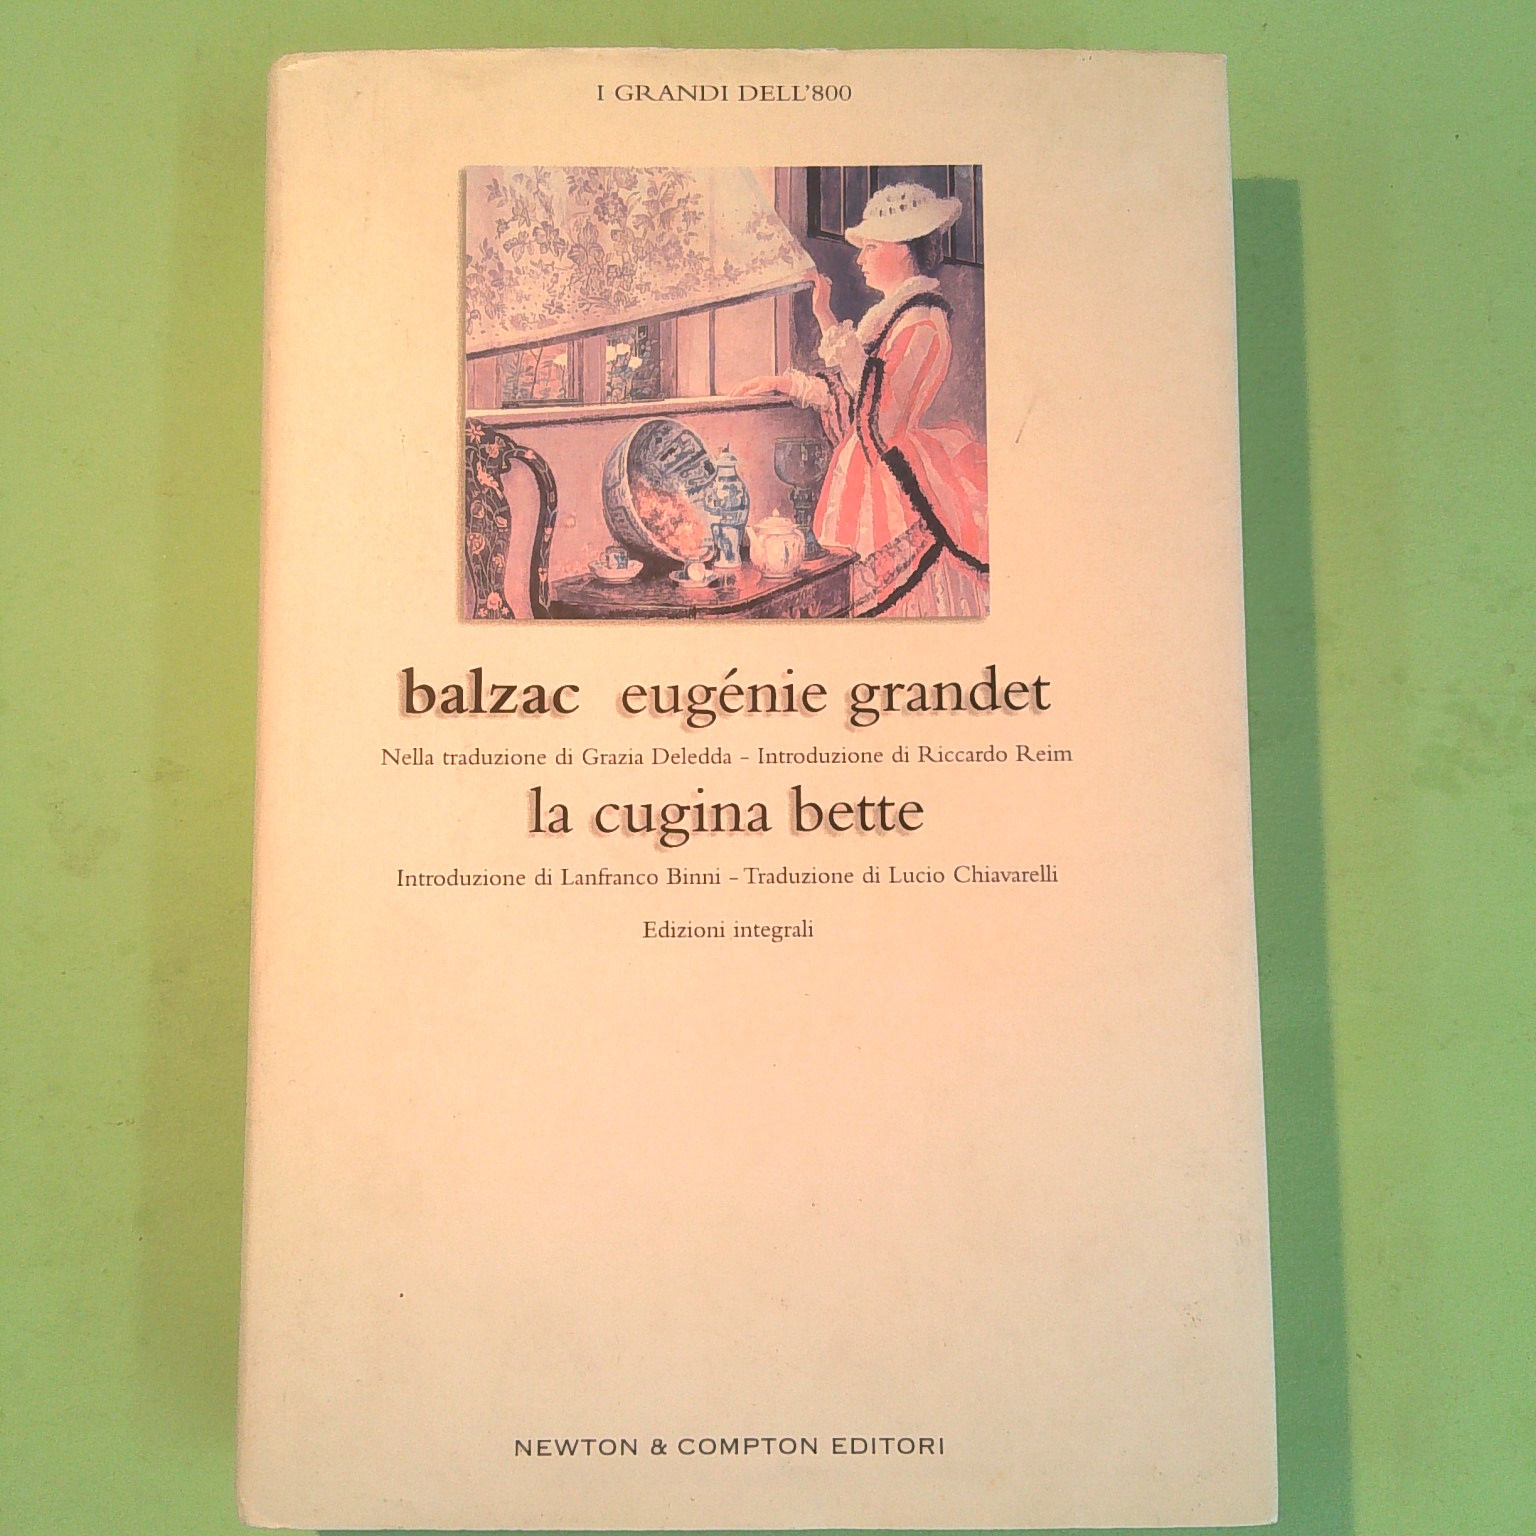 I GRANDI DELL'800
balzac eugénie grandet
Nella traduzione di Grazia Deledda – Introduzione di Riccardo Reim
la cugina bette
Introduzione di Lanfranco Binni – Traduzione di Lucio Chiavarelli
Edizioni integrali
NEWTON & COMPTON EDITORI